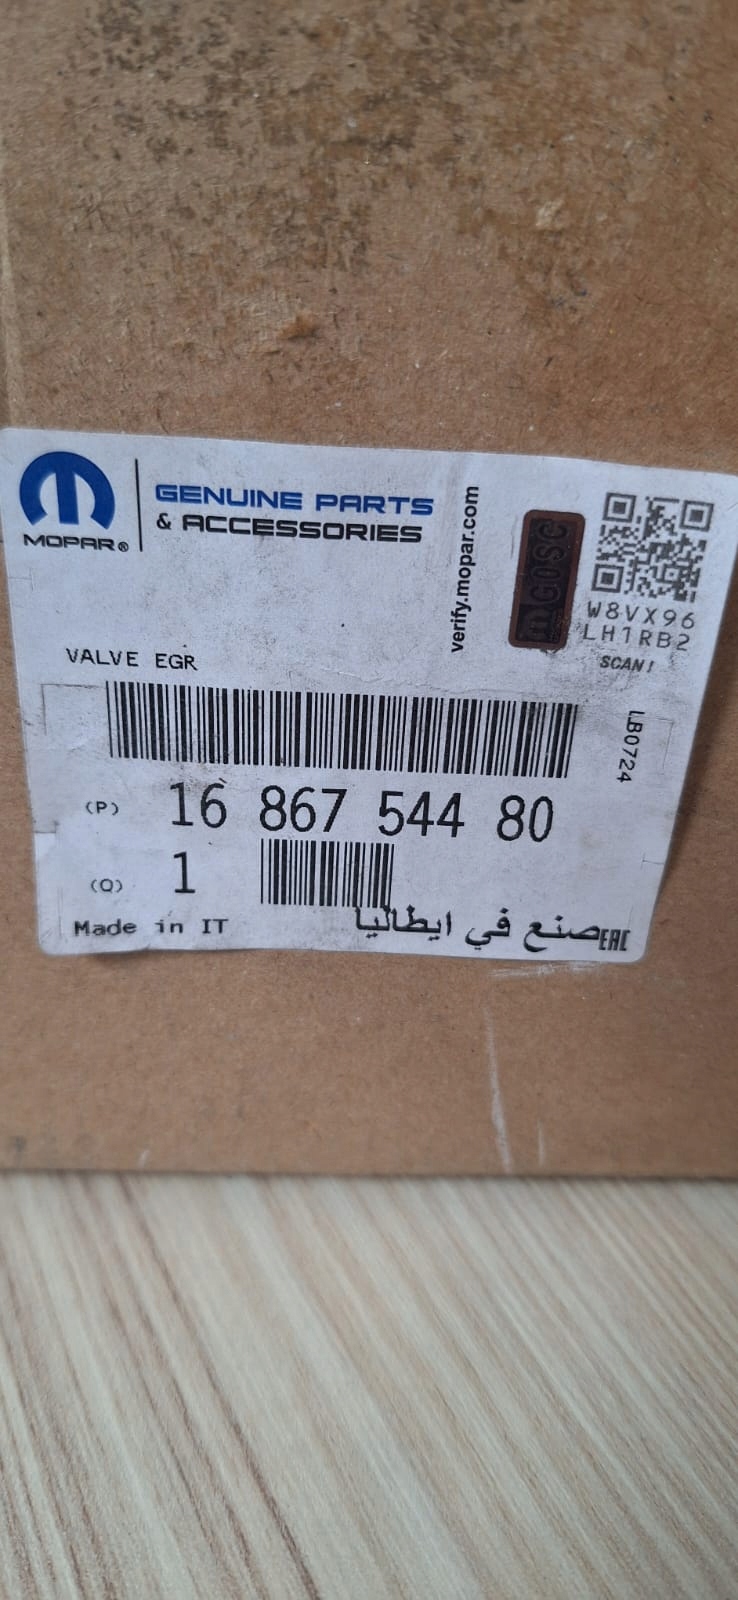 MOPAR®
GENUINE PARTS
& ACCESSORIES
verify.mopar.com
m GOSC
W8VX96
LH1RB2
SCAN!
VALVE EGR
LB0724
(P) 16 867 544 80
(Q) 1
Made in IT
صنع في ايطاليا
EAC